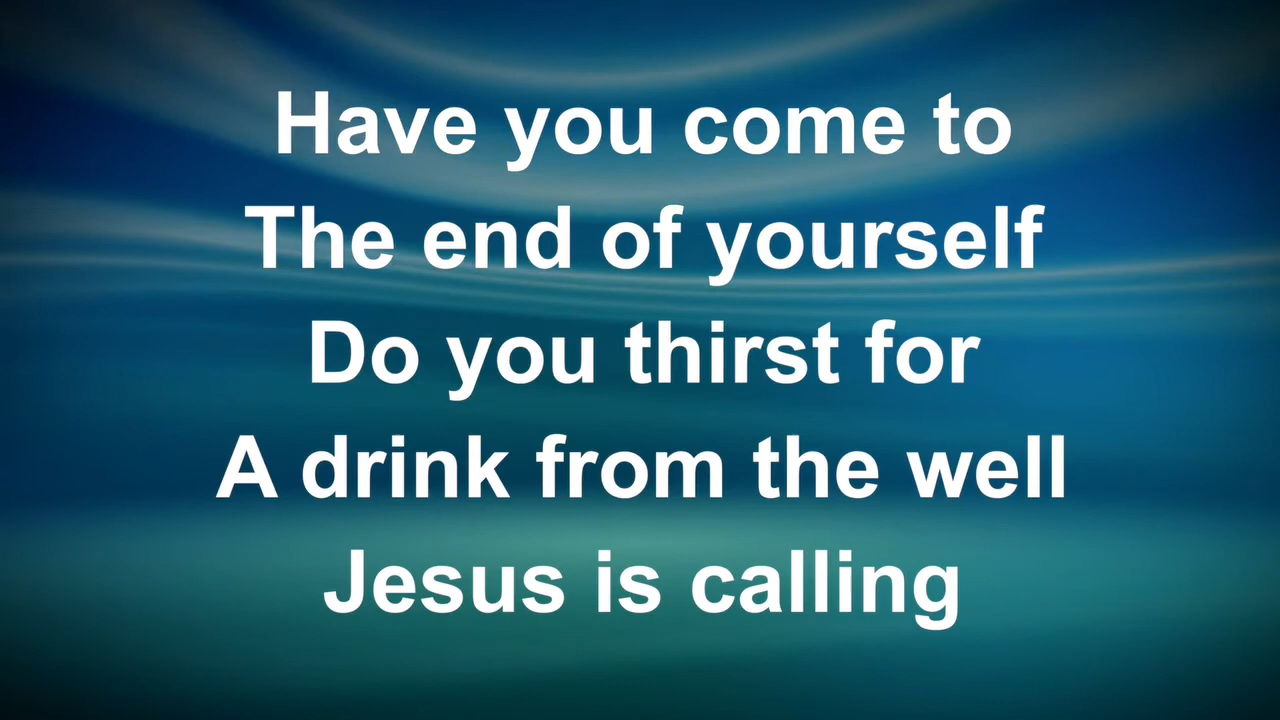 Have you come to
The end of yourself
Do you thirst for
A drink from the well
Jesus is calling